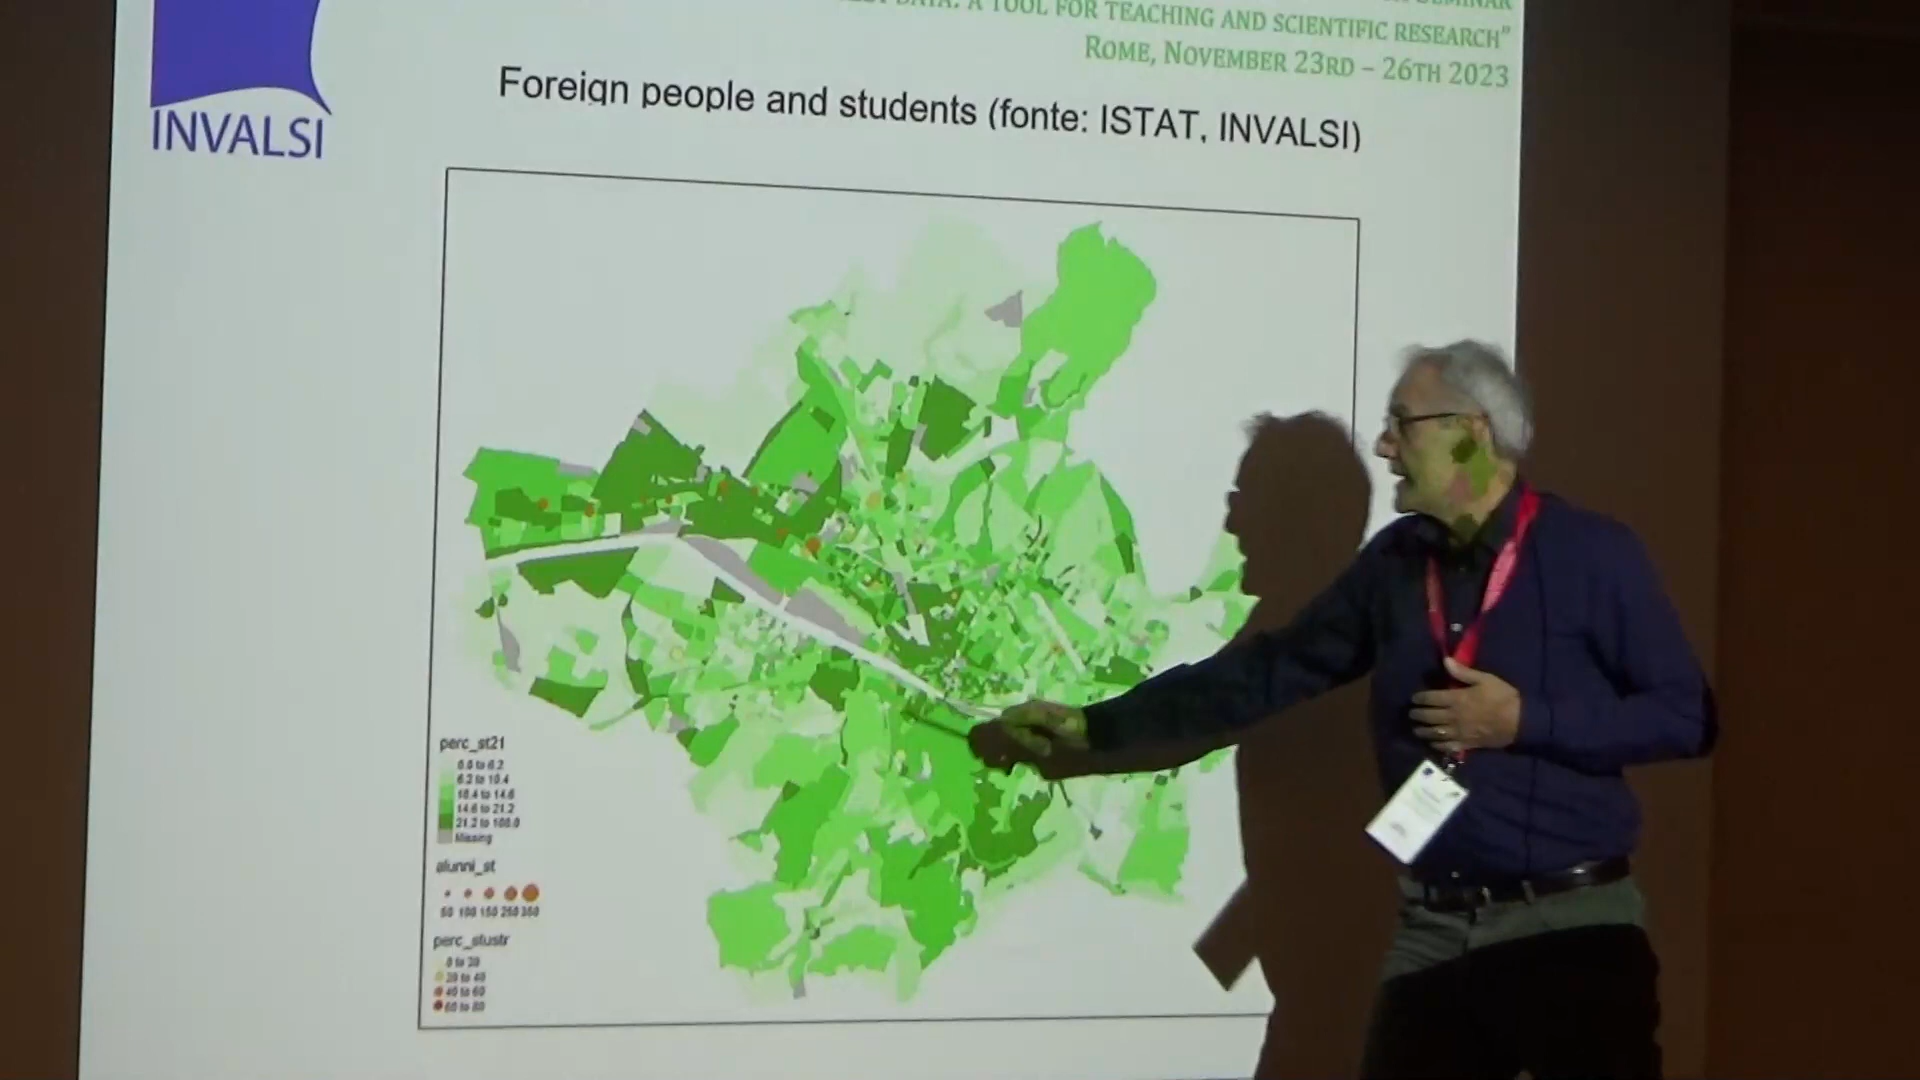 SEMINAR
DATA: A TOOL FOR TEACHING AND SCIENTIFIC RESEARCH"
ROME, NOVEMBER 23RD – 26TH 2023
INVALSI
Foreign people and students (fonte: ISTAT, INVALSI)
perc_st21
0.0 to 6.2
6.2 to 10.4
10.4 to 14.6
14.6 to 21.2
21.2 to 100.0
Missing
alunni_st
50 100 150 250 350
perc_stustr
0 to 20
20 to 40
40 to 60
60 to 80